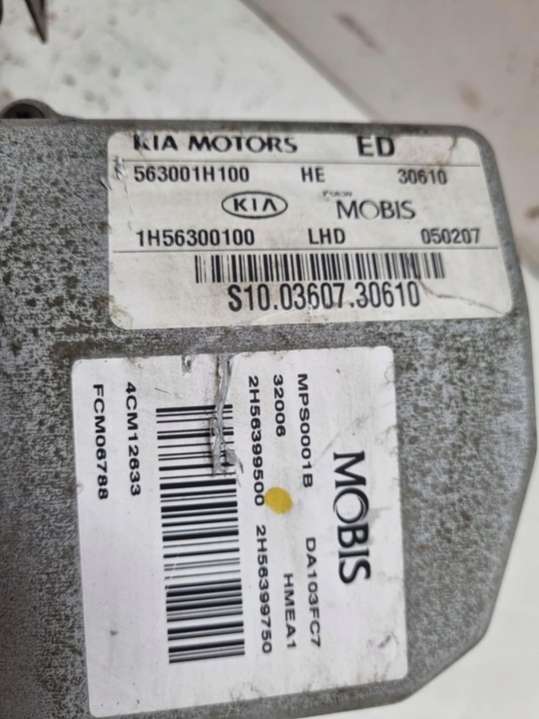 KIA MOTORS ED
563001H100 HE 30610
KIA MOBIS
1H56300100 LHD 050207
S10.03607.30610
MOBIS
MPS0001B DA103FC7
32006 HMEA1
2H56399500 2H56399750
4CM12633
FCM06788